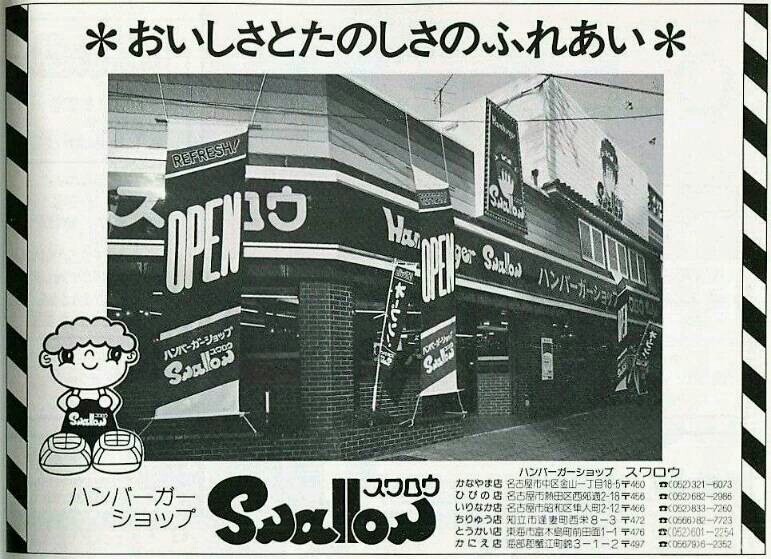 ＊おいしさとたのしさのふれあい＊
REFRESH!
OPEN
ハンバーガーショップ
スワロウ
Swallow
スワロウ
Hamburger Swallow
ハンバーガーショップ
OPEN
ハンバーガーショップ
Swallow
Hamburger
Swallow
Swallow
スワロウ
Swallow
ハンバーガー
ショップ
スワロウ
Swallow
ハンバーガーショップ スワロウ
かなやま店 名古屋市中区金山一丁目18-5〒460 ☎(052)321-6073
ひびの店 名古屋市熱田区西郊通2-18〒456 ☎(052)682-2986
いりなか店 名古屋市昭和区隼人町2-12〒466 ☎(052)833-7260
ちりゅう店 知立市逢妻町西栄8-3〒472 ☎(0566)82-7723
とうかい店 東海市富木島町前田面1-1〒476 ☎(052)601-2254
かにえ店 海部郡蟹江町錦3-1-2〒497 ☎(05679)6-2352